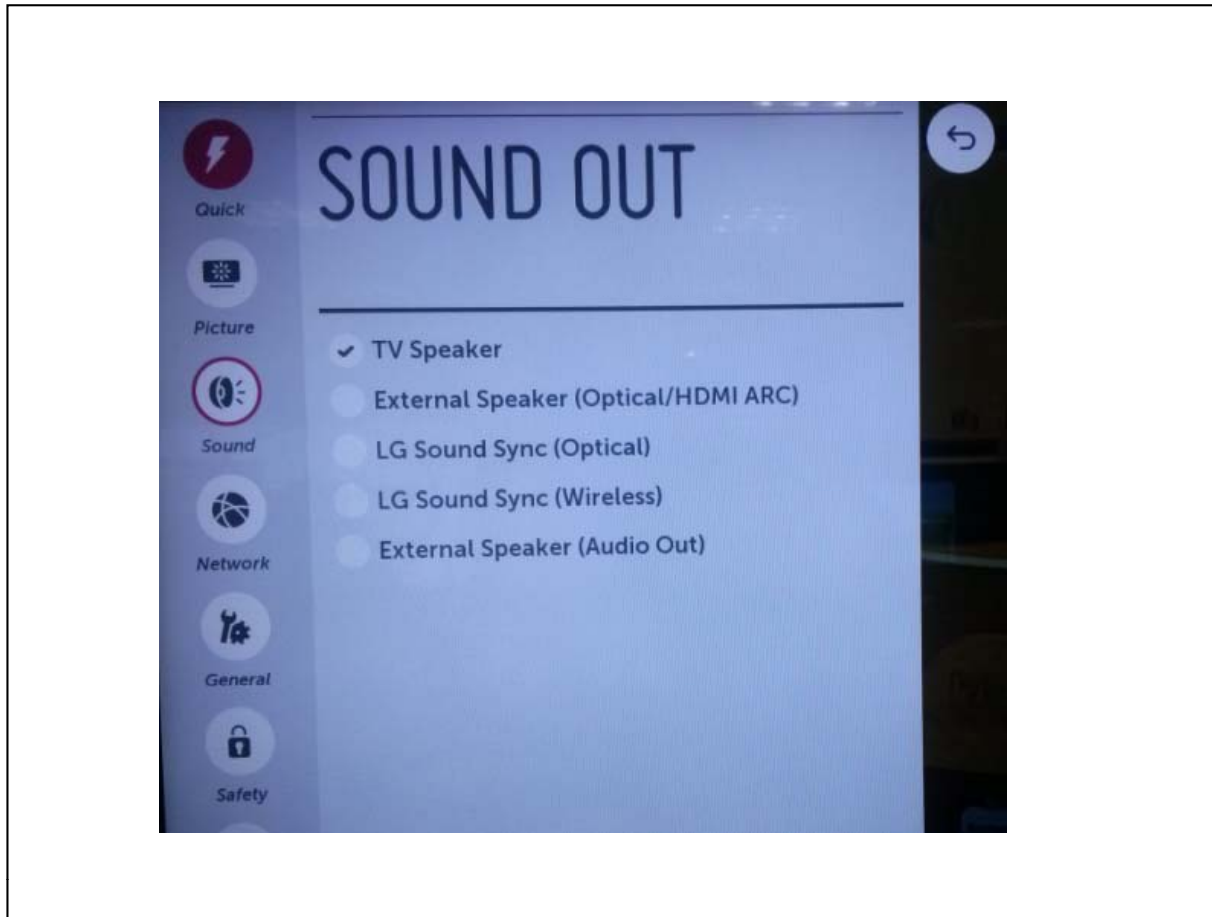 SOUND OUT
Quick
Picture
Sound
Network
General
Safety
TV Speaker
External Speaker (Optical/HDMI ARC)
LG Sound Sync (Optical)
LG Sound Sync (Wireless)
External Speaker (Audio Out)